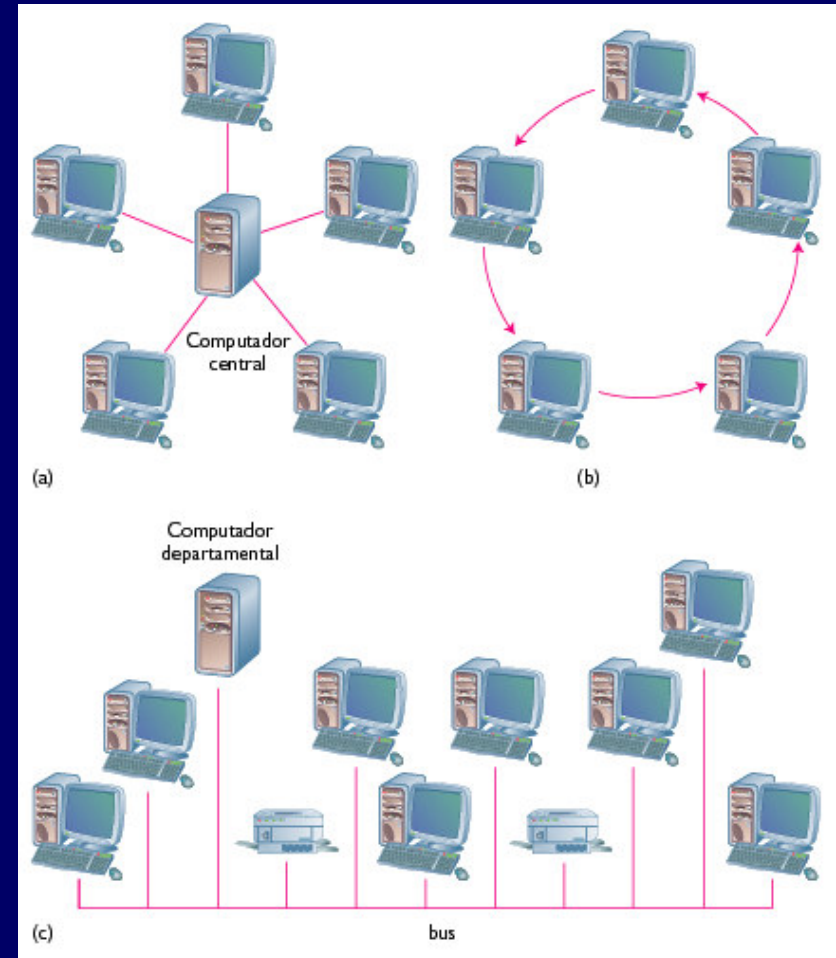 Computador
central
(a)
(b)
Computador
departamental
(c)
bus